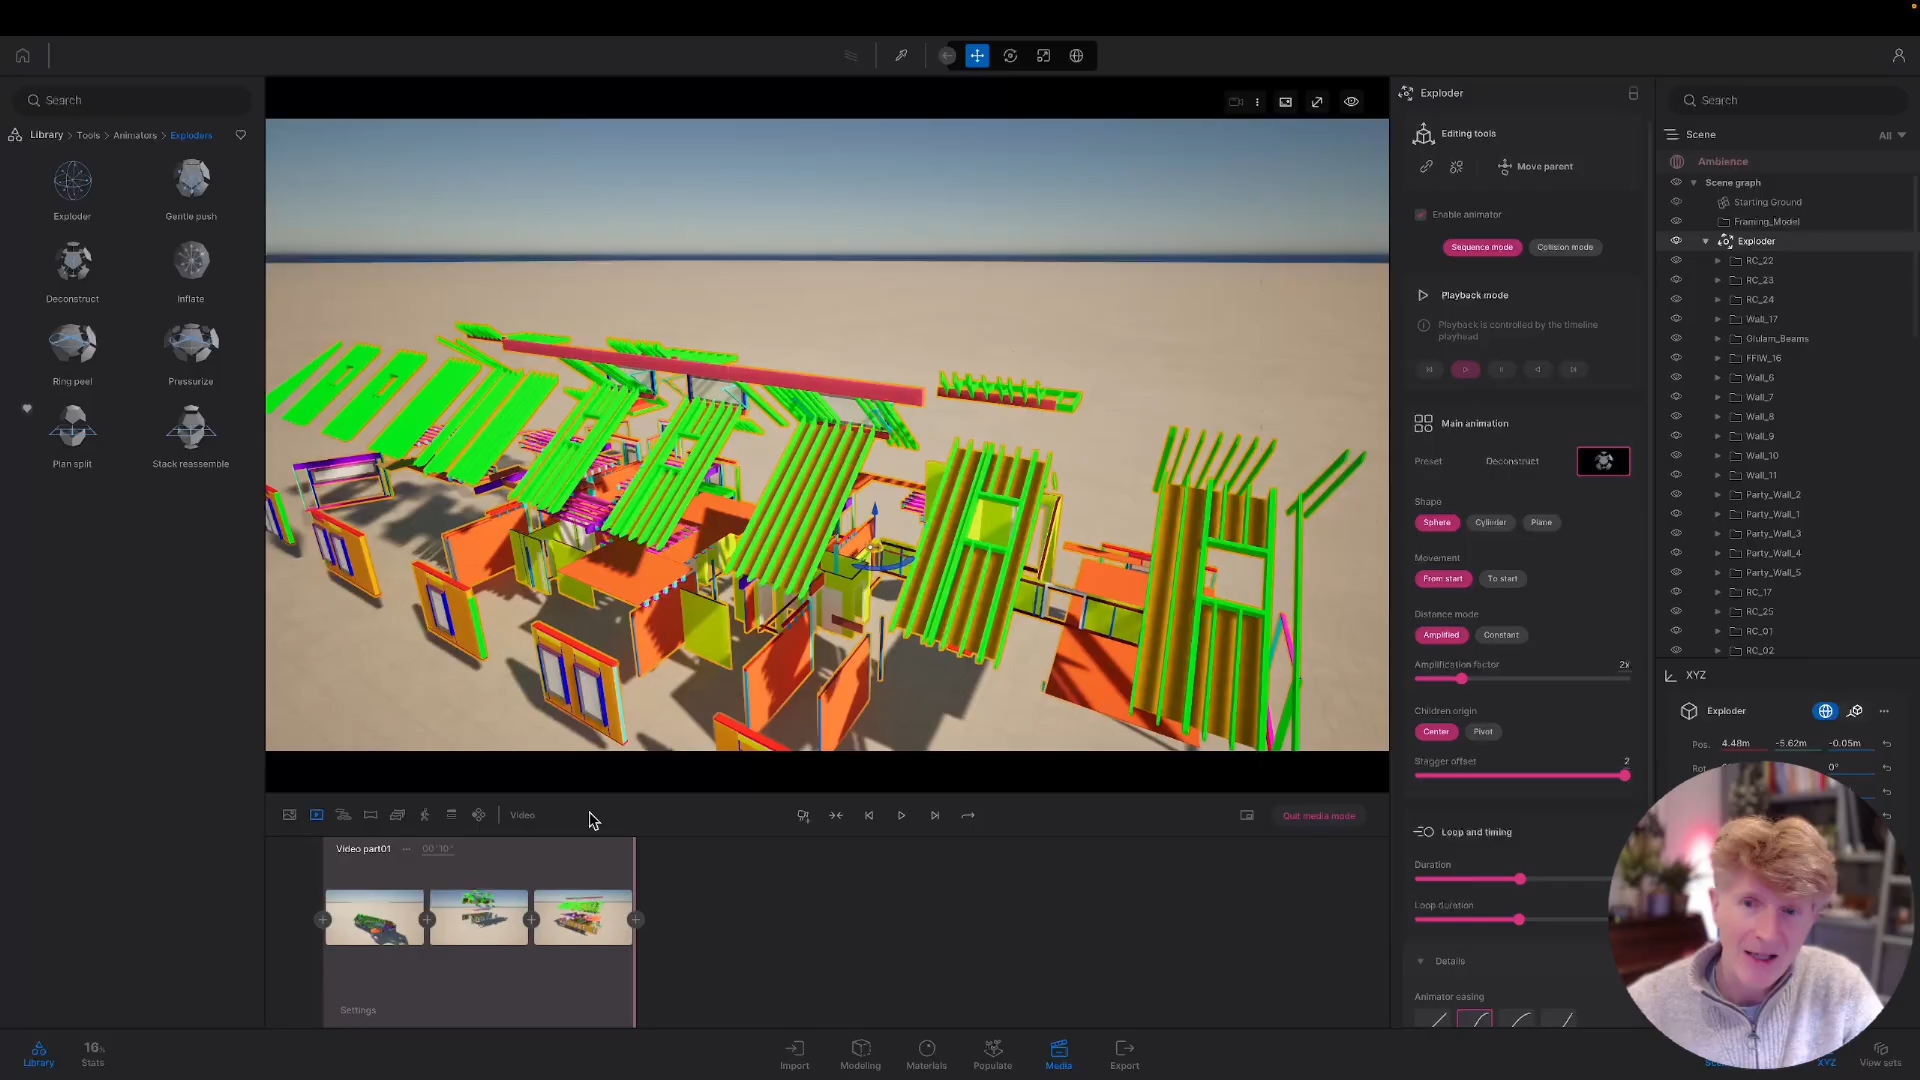 Search
Library > Tools > Animators > Exploders
Exploder
Gentle push
Deconstruct
Inflate
Ring peel
Pressurize
Plan split
Stack reassemble
Exploder
Editing tools
Move parent
Enable animator
Sequence mode
Collision mode
Playback mode
Playback is controlled by the timeline
playhead
Main animation
Preset
Deconstruct
Shape
Sphere
Cylinder
Plane
Movement
From start
To start
Distance mode
Amplified
Constant
Amplification factor
2x
Children origin
Center
Pivot
Stagger offset
2
Loop and timing
Duration
Loop duration
Details
Animator easing
Search
Scene
All
Ambience
Scene graph
Starting Ground
Framing_Model
Exploder
RC_22
RC_23
RC_24
Wall_17
Glulam_Beams
FFIW_16
Wall_6
Wall_7
Wall_8
Wall_9
Wall_10
Wall_11
Party_Wall_2
Party_Wall_1
Party_Wall_3
Party_Wall_4
Party_Wall_5
RC_17
RC_25
RC_01
RC_02
XYZ
Exploder
Pos. 4.48m -5.62m -0.05m
Rot. 0°
Video
Quit media mode
Video part01 ... 00'10"
Settings
Library
16%
Stats
Import
Modeling
Materials
Populate
Media
Export
XYZ
View sets